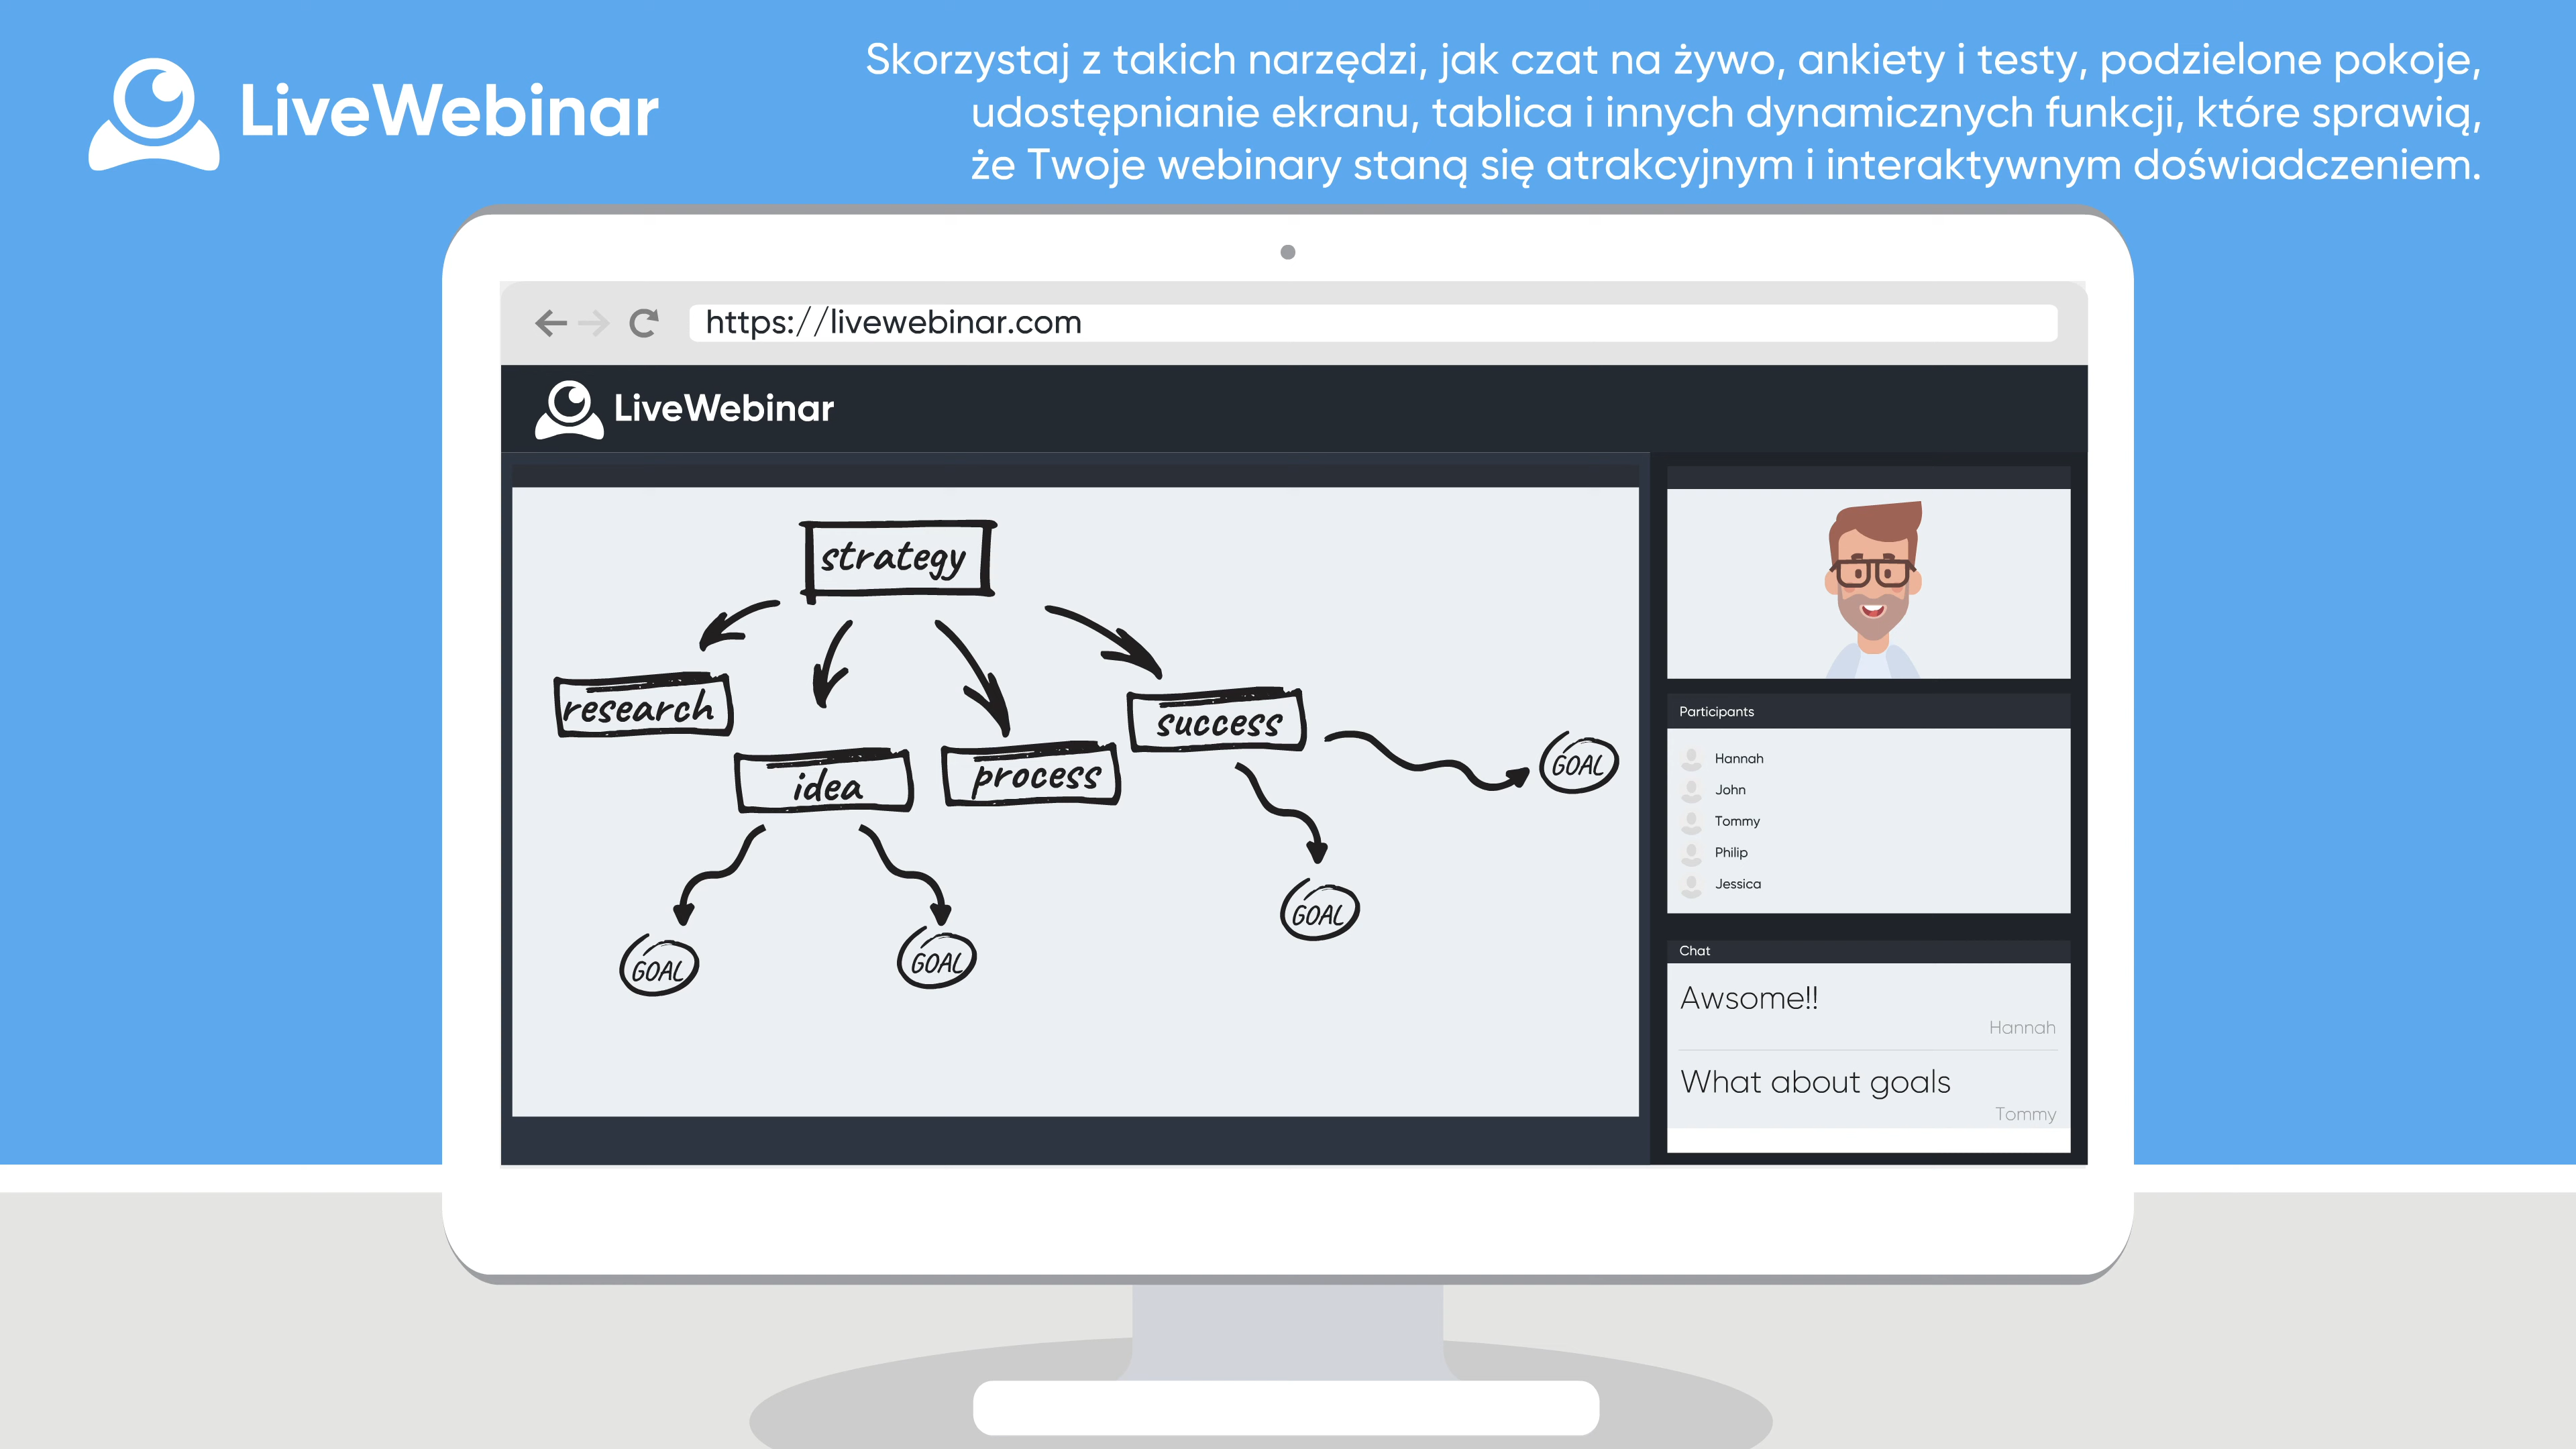 LiveWebinar
Skorzystaj z takich narzędzi, jak czat na żywo, ankiety i testy, podzielone pokoje,
udostępnianie ekranu, tablica i innych dynamicznych funkcji, które sprawią,
że Twoje webinary staną się atrakcyjnym i interaktywnym doświadczeniem.
https://livewebinar.com
LiveWebinar
strategy
research
success
idea
process
GOAL
GOAL
GOAL
GOAL
Participants
Hannah
John
Tommy
Philip
Jessica
Chat
Awsome!!
Hannah
What about goals
Tommy